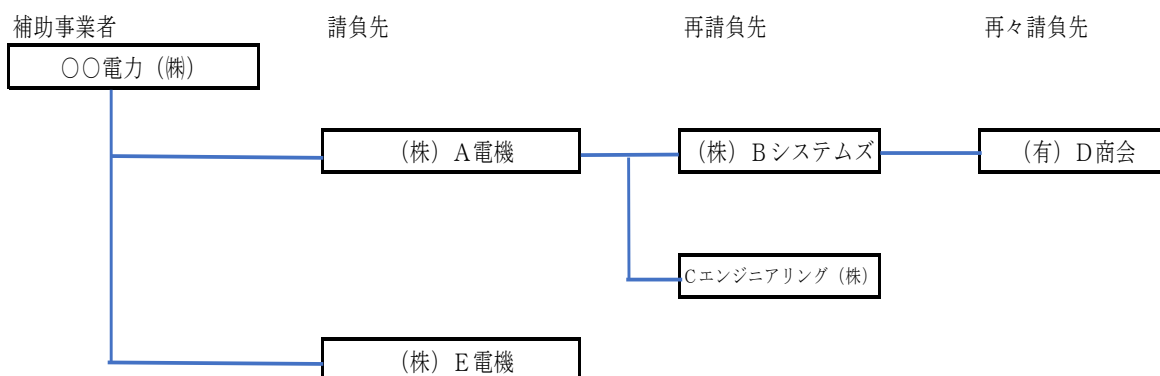 補助事業者
請負先
再請負先
再々請負先
〇〇電力（㈱）
（株）Ａ電機
（株）Ｂシステムズ
（有）Ｄ商会
Ｃエンジニアリング（株）
（株）Ｅ電機